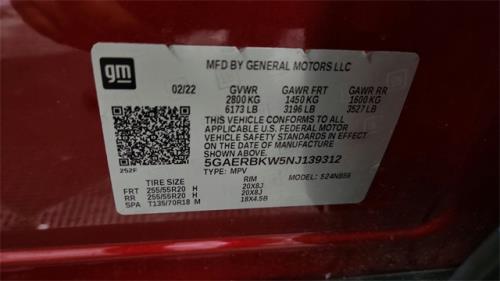 gm
MFD BY GENERAL MOTORS LLC
02/22 GVWR GAWR FRT GAWR RR
2800 KG 1450 KG 1600 KG
6173 LB 3196 LB 3527 LB
THIS VEHICLE CONFORMS TO ALL
APPLICABLE U.S. FEDERAL MOTOR
VEHICLE SAFETY STANDARDS IN EFFECT
ON THE DATE OF MANUFACTURE SHOWN ABOVE.
5GAERBKW5NJ139312
252F TYPE: MPV MODEL: 524NB56
TIRE SIZE RIM
FRT 255/55R20 H 20X8J
RR 255/55R20 H 20X8J
SPA T135/70R18 M 18X4.5B